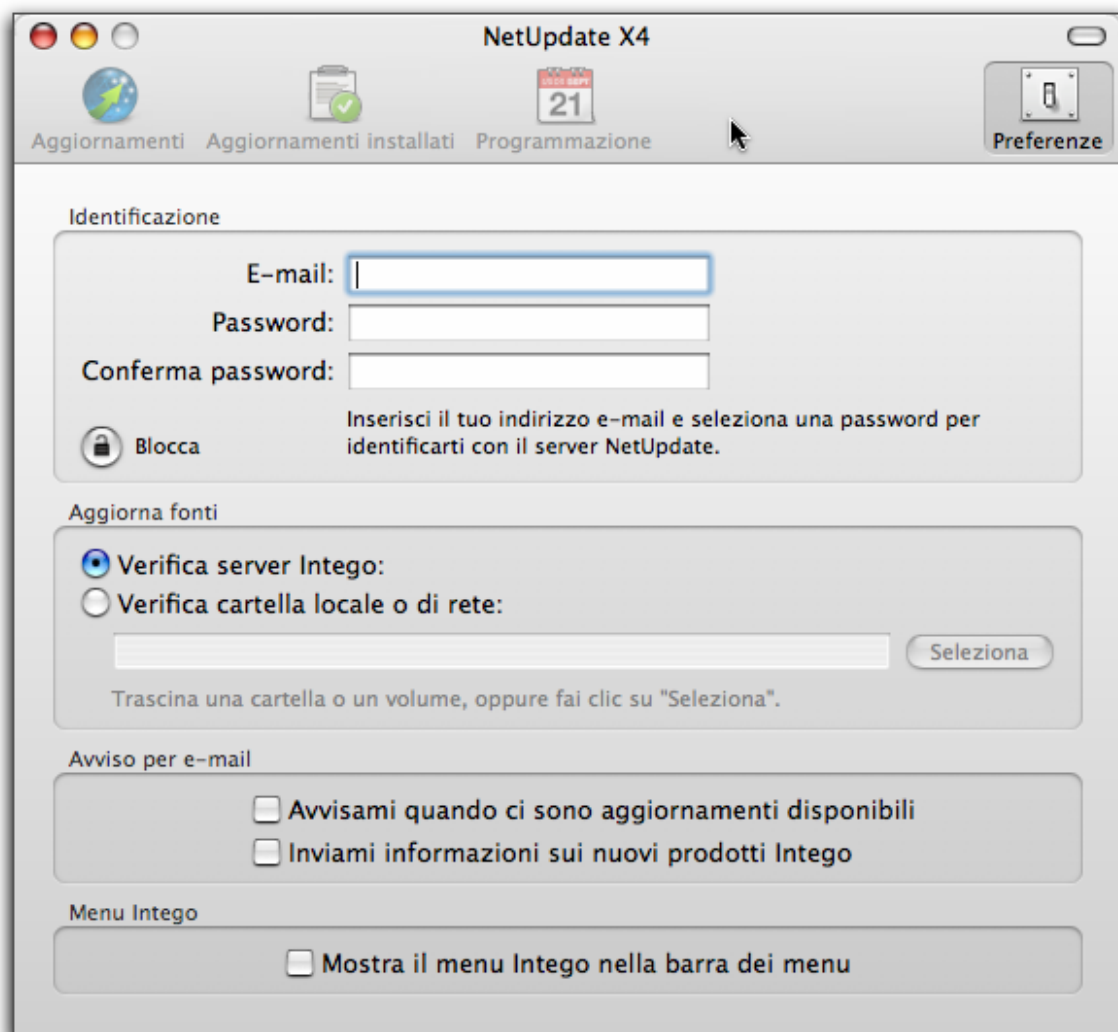 NetUpdate X4
Aggiornamenti
Aggiornamenti installati
Programmazione
21
Preferenze
Identificazione
E-mail:
Password:
Conferma password:
Inserisci il tuo indirizzo e-mail e seleziona una password per
identificarti con il server NetUpdate.
Blocca
Aggiorna fonti
Verifica server Intego:
Verifica cartella locale o di rete:
Seleziona
Trascina una cartella o un volume, oppure fai clic su "Seleziona".
Avviso per e-mail
Avvisami quando ci sono aggiornamenti disponibili
Inviami informazioni sui nuovi prodotti Intego
Menu Intego
Mostra il menu Intego nella barra dei menu